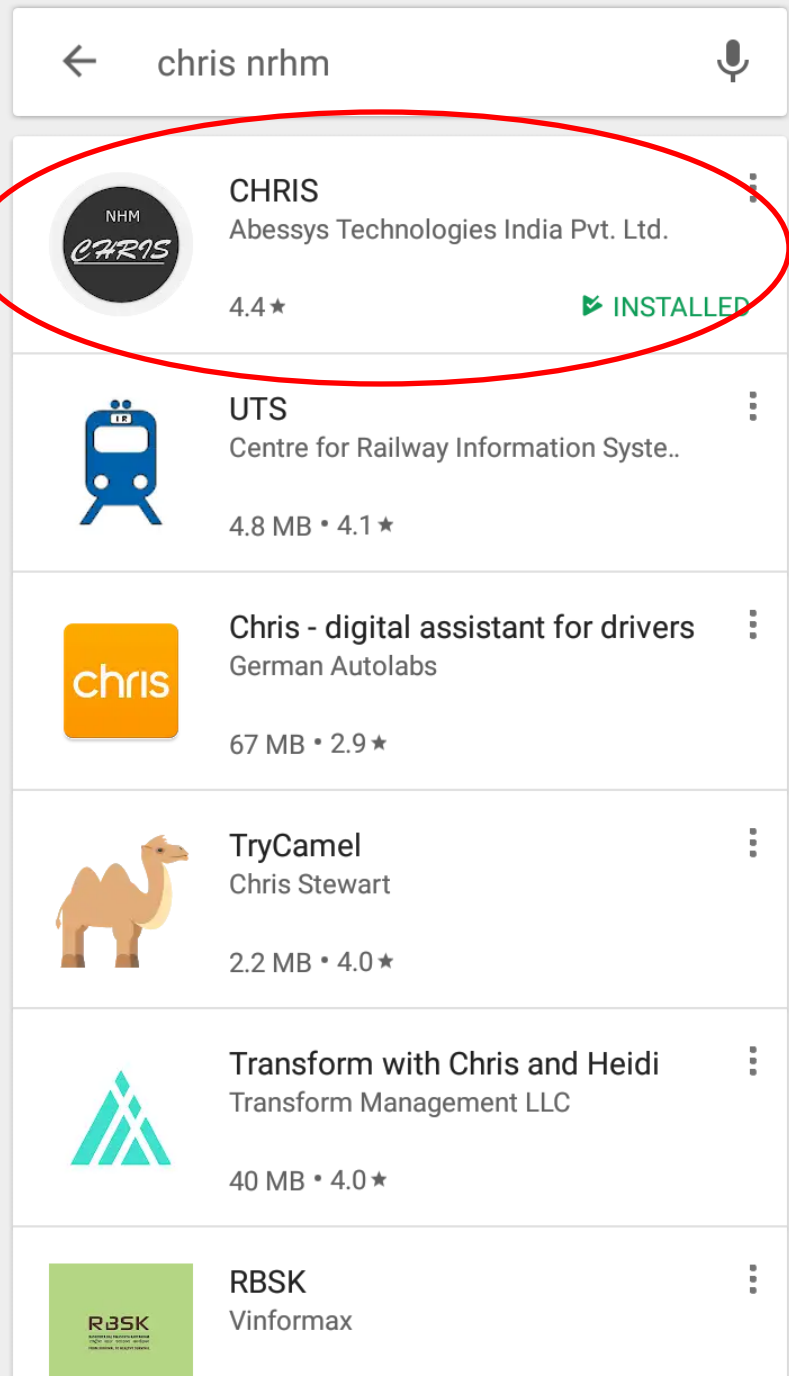 chris nrhm
NHM
CHRIS
CHRIS
Abessys Technologies India Pvt. Ltd.
4.4★
INSTALLED
IR
UTS
Centre for Railway Information Syste..
4.8 MB • 4.1★
chris
Chris - digital assistant for drivers
German Autolabs
67 MB • 2.9★
TryCamel
Chris Stewart
2.2 MB • 4.0★
Transform with Chris and Heidi
Transform Management LLC
40 MB • 4.0★
RBSK
RBSK
Vinformax